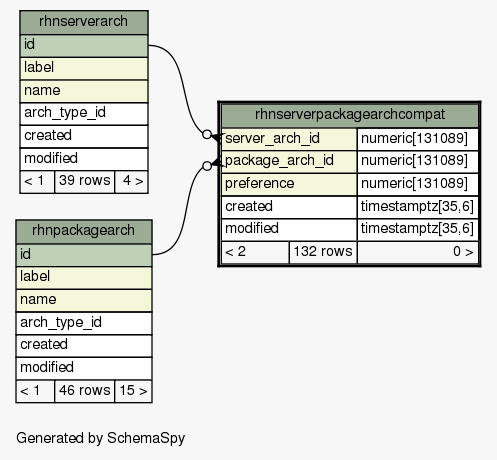 rhnserverarch
id
label
name
arch_type_id
created
modified
< 1 39 rows 4 >
rhnserverpackagearchcompat
server_arch_id numeric[131089]
package_arch_id numeric[131089]
preference numeric[131089]
created timestamptz[35,6]
modified timestamptz[35,6]
< 2 132 rows 0 >
rhnpackagearch
id
label
name
arch_type_id
created
modified
< 1 46 rows 15 >
Generated by SchemaSpy